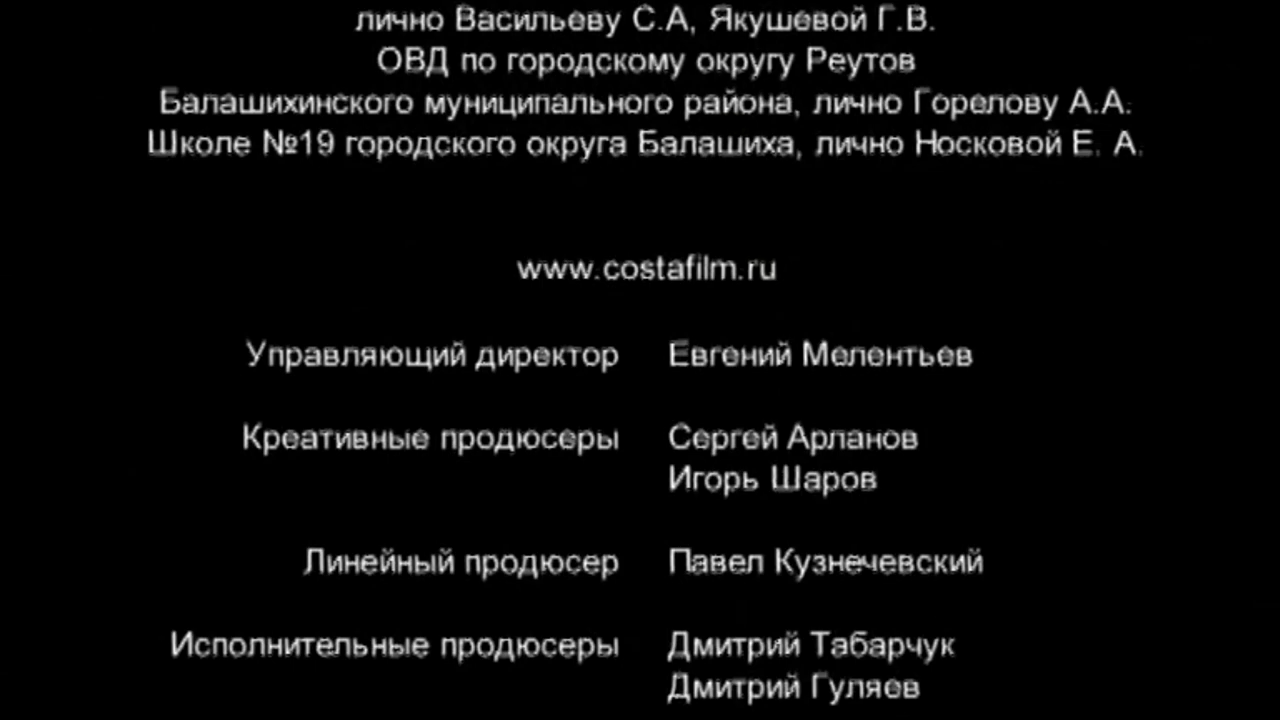 лично Васильеву С.А, Якушевой Г.В.
ОВД по городскому округу Реутов
Балашихинского муниципального района, лично Горелову А.А.
Школе №19 городского округа Балашиха, лично Носковой Е. А.
www.costafilm.ru
Управляющий директор Евгений Мелентьев
Креативные продюсеры Сергей Арланов
Игорь Шаров
Линейный продюсер Павел Кузнечевский
Исполнительные продюсеры Дмитрий Табарчук
Дмитрий Гуляев